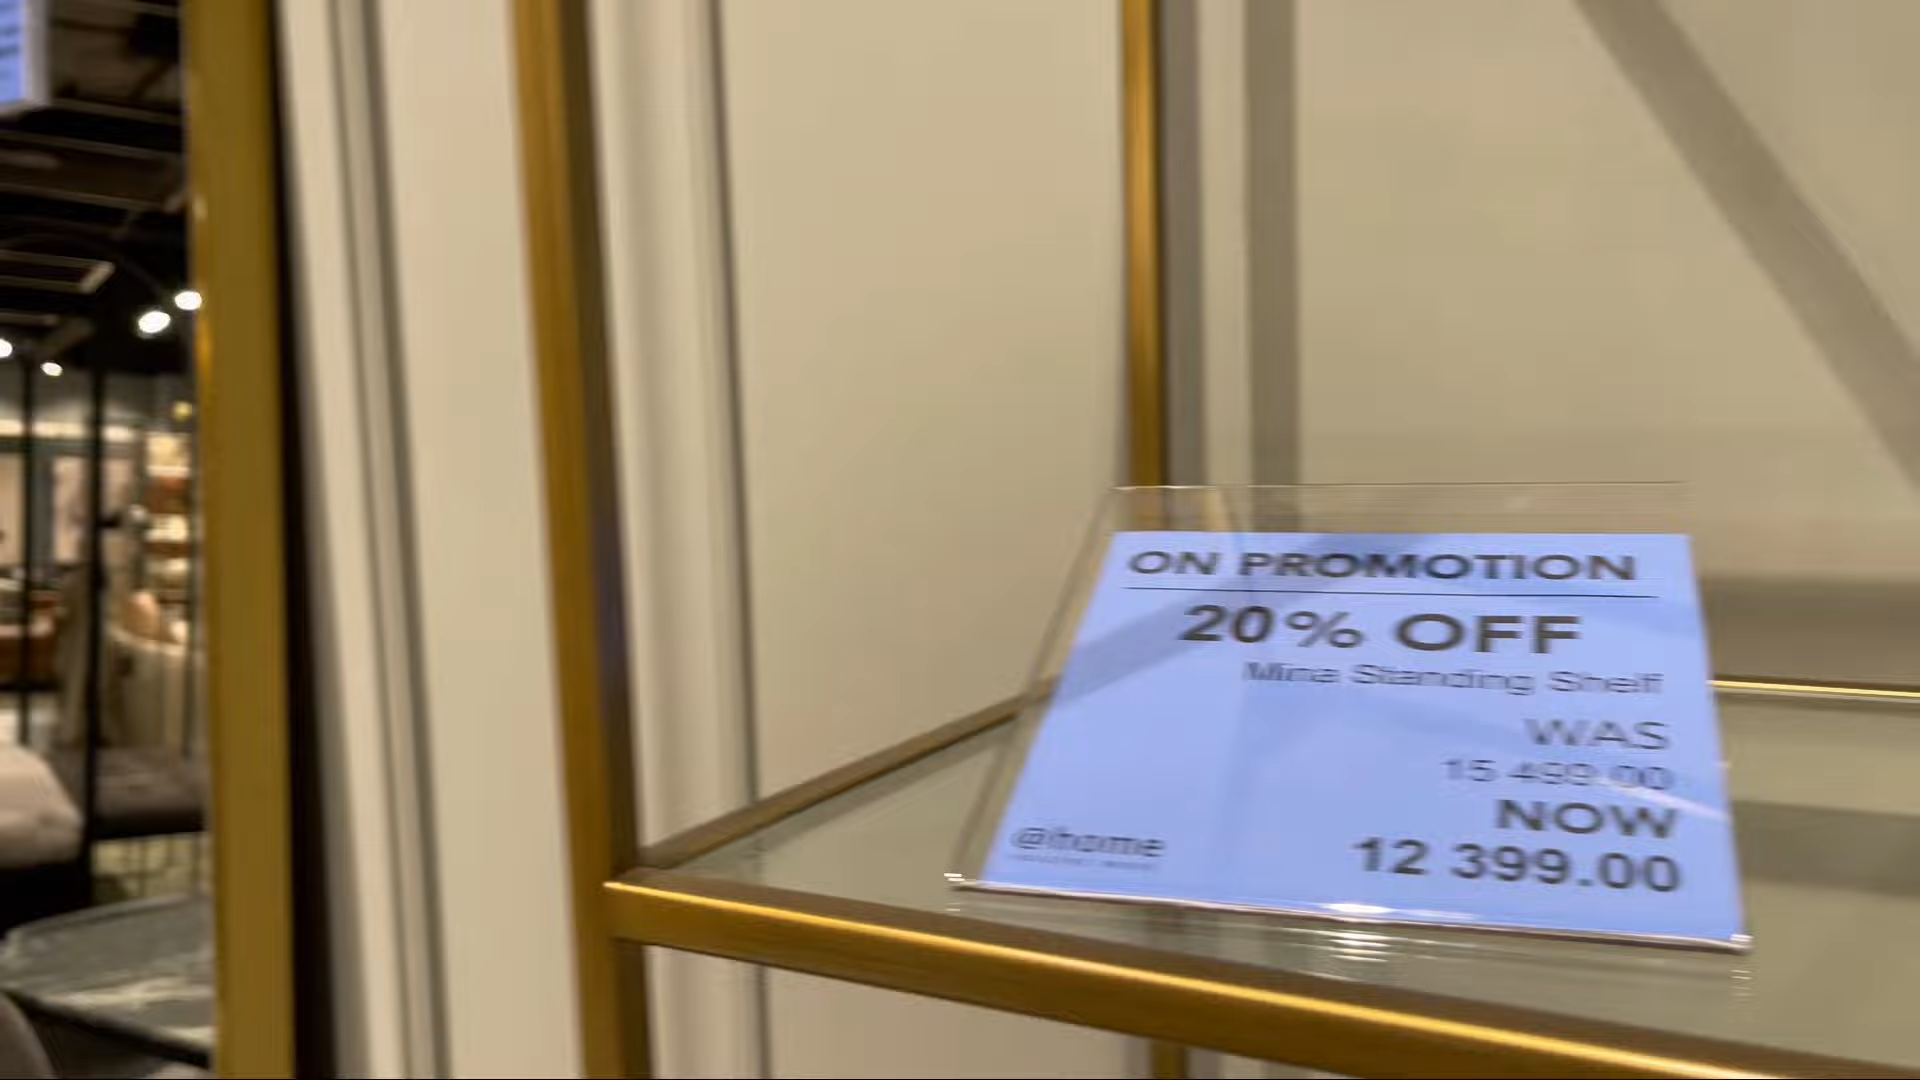 ON PROMOTION
20% OFF
Mina Standing Shelf
WAS
15 499.00
NOW
12 399.00
@home